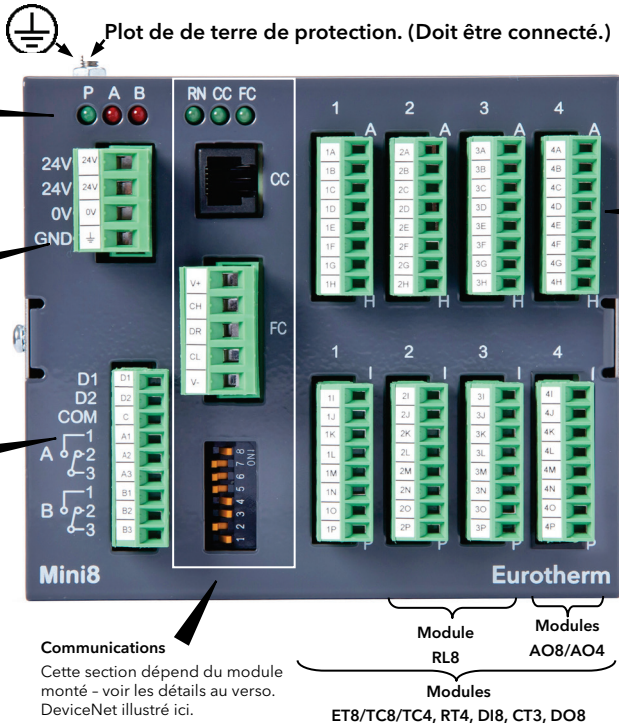 Plot de de terre de protection. (Doit être connecté.)
P A B
RN CC FC
1 2 3 4
A A A A
24V 24V
24V 24V
0V 0V
GND
CC
1A 2A 3A 4A
1B 2B 3B 4B
1C 2C 3C 4C
1D 2D 3D 4D
1E 2E 3E 4E
1F 2F 3F 4F
1G 2G 3G 4G
1H 2H 3H 4H
H H H H
V+
CH
DR
CL
V-
FC
1 2 3 4
I I I I
D1 D1
D2 D2
COM C
1 A1
A 2 A2
3 A3
1 B1
B 2 B2
3 B3
1 2 3 4 5 6 7 8
NO
1I 2I 3I 4I
1J 2J 3J 4J
1K 2K 3K 4K
1L 2L 3L 4L
1M 2M 3M 4M
1N 2N 3N 4N
1O 2O 3O 4O
1P 2P 3P 4P
P P P P
Mini8
Eurotherm
Communications
Cette section dépend du module
monté – voir les détails au verso.
DeviceNet illustré ici.
Module
RL8
Modules
AO8/AO4
Modules
ET8/TC8/TC4, RT4, DI8, CT3, DO8